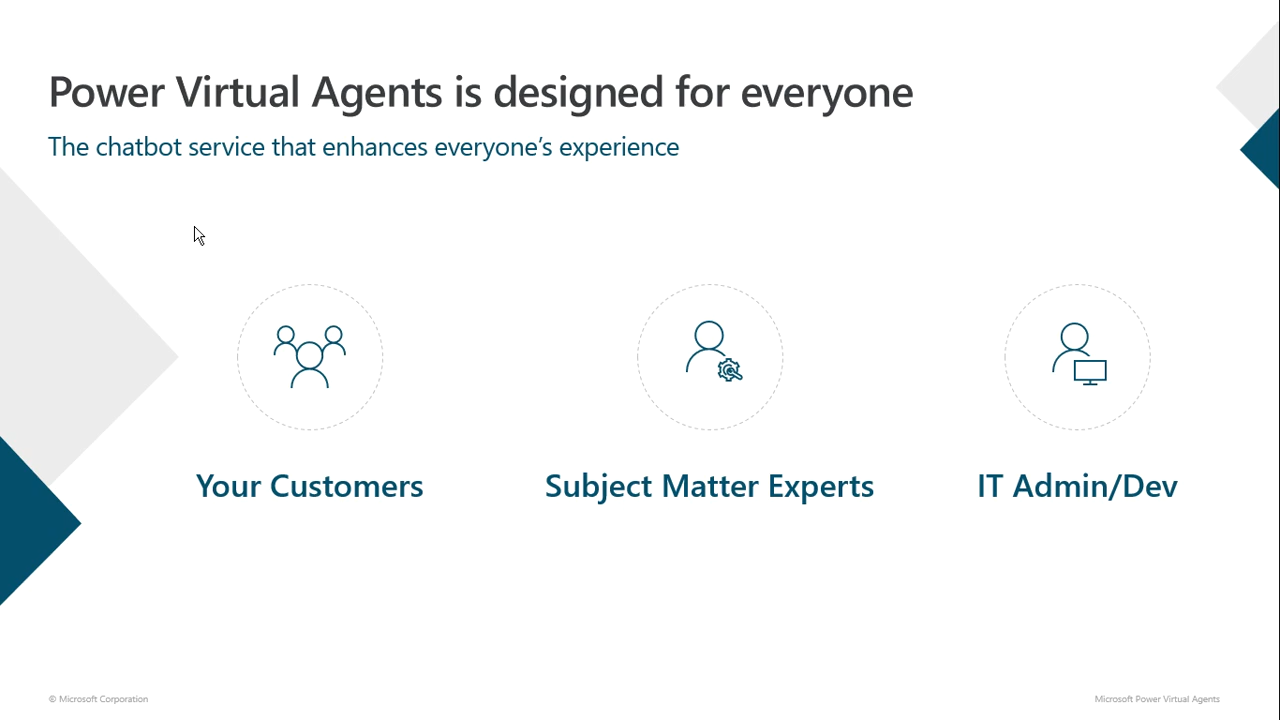 Power Virtual Agents is designed for everyone
The chatbot service that enhances everyone’s experience
Your Customers
Subject Matter Experts
IT Admin/Dev
© Microsoft Corporation
Microsoft Power Virtual Agents